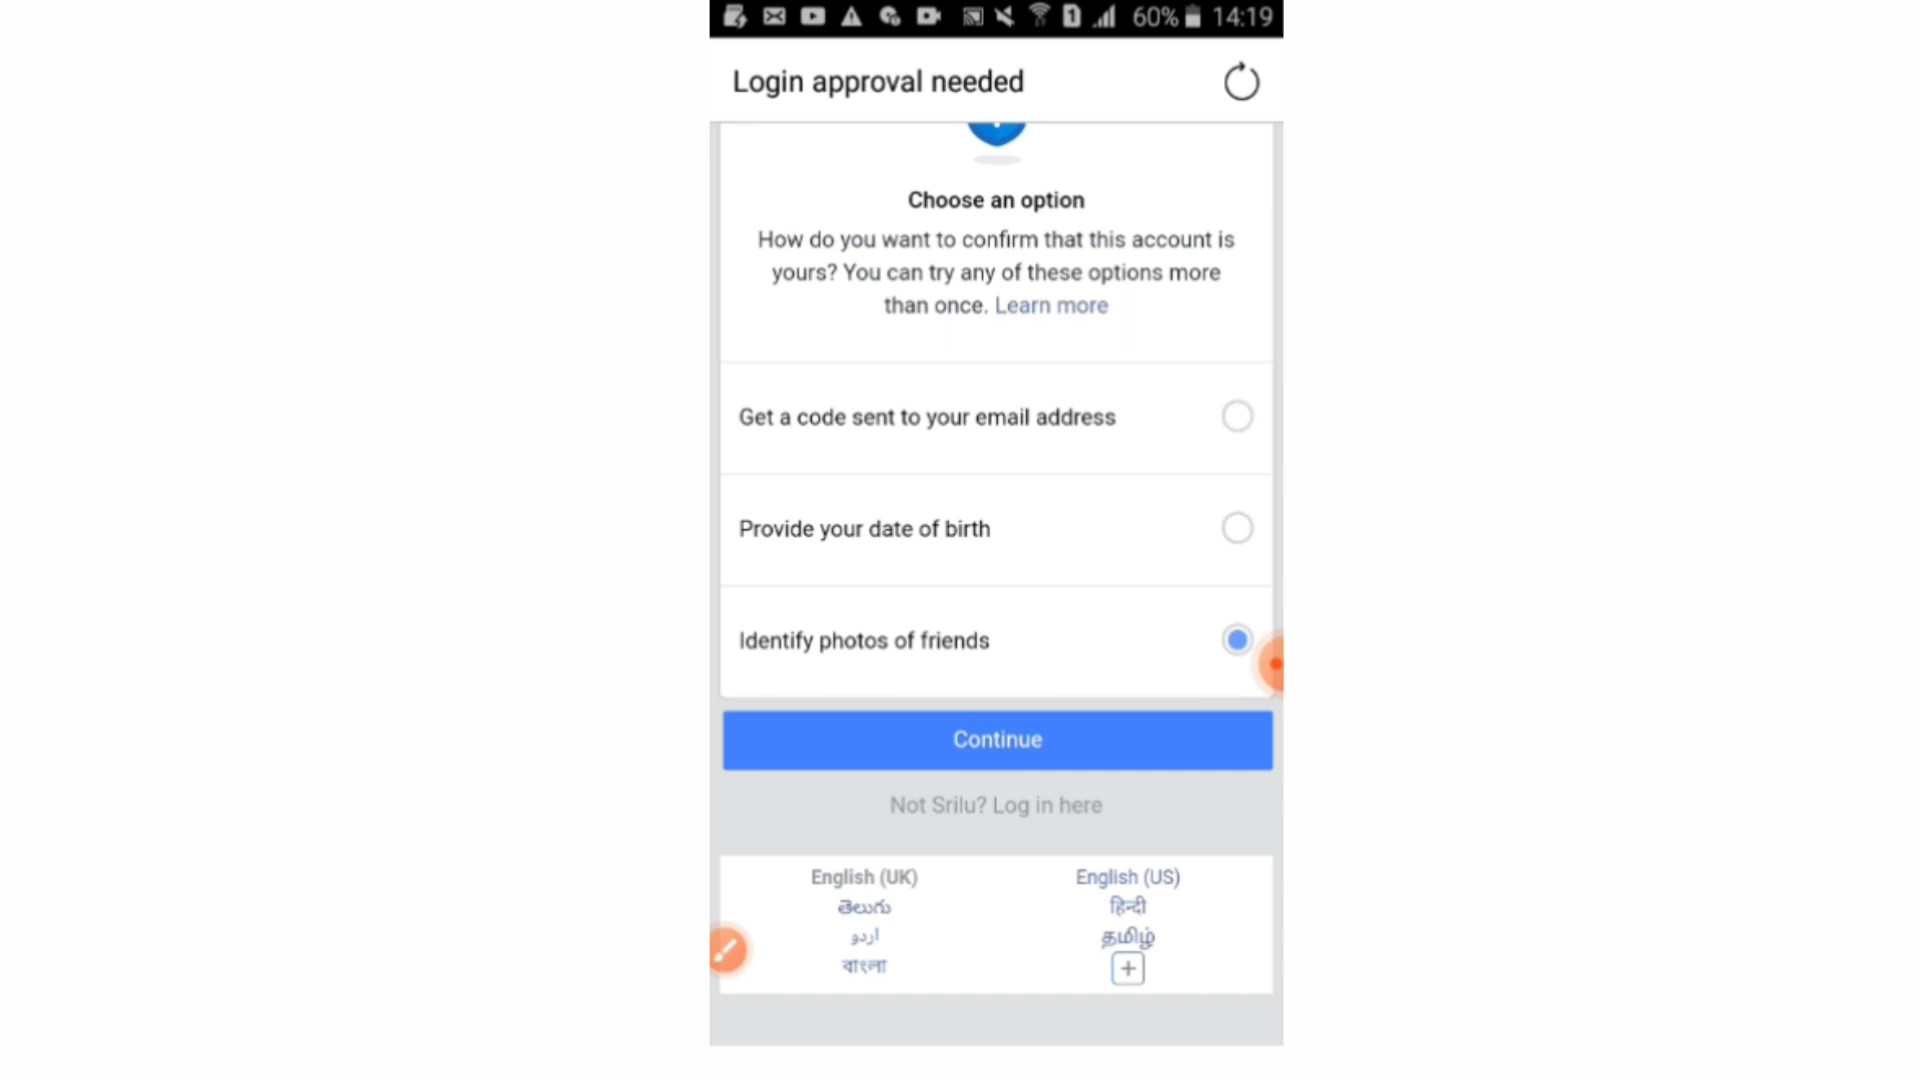 60% 14:19
Login approval needed
Choose an option
How do you want to confirm that this account is
yours? You can try any of these options more
than once. Learn more
Get a code sent to your email address
Provide your date of birth
Identify photos of friends
Continue
Not Srilu? Log in here
English (UK) English (US)
తెలుగు हिन्दी
اردو தமிழ்
বাংলা +